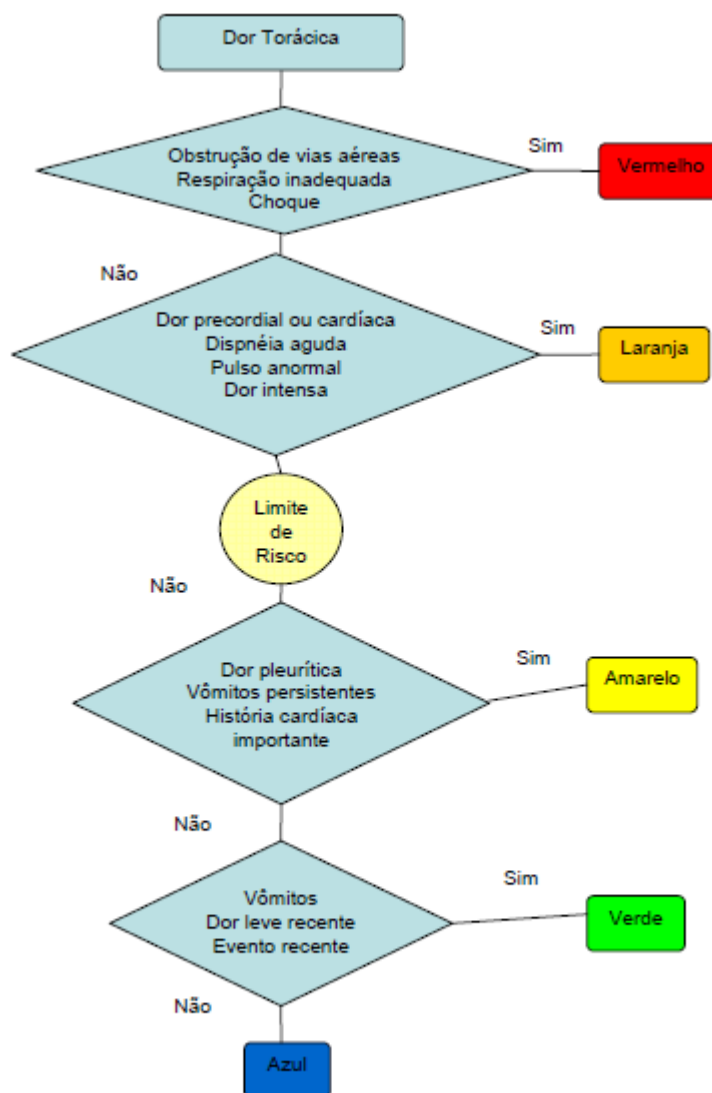 Dor Torácica
Obstrução de vias aéreas
Respiração inadequada
Choque
Sim
Vermelho
Não
Dor precordial ou cardíaca
Dispnéia aguda
Pulso anormal
Dor intensa
Sim
Laranja
Limite
de
Risco
Não
Dor pleurítica
Vômitos persistentes
História cardíaca
importante
Sim
Amarelo
Não
Vômitos
Dor leve recente
Evento recente
Sim
Verde
Não
Azul